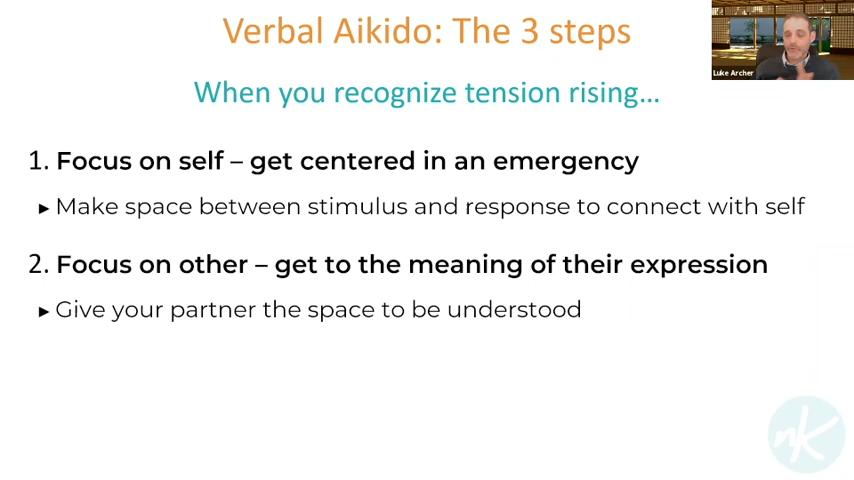 Verbal Aikido: The 3 steps
Luke Archer
When you recognize tension rising…
1. Focus on self – get centered in an emergency
▸ Make space between stimulus and response to connect with self
2. Focus on other – get to the meaning of their expression
▸ Give your partner the space to be understood
nK